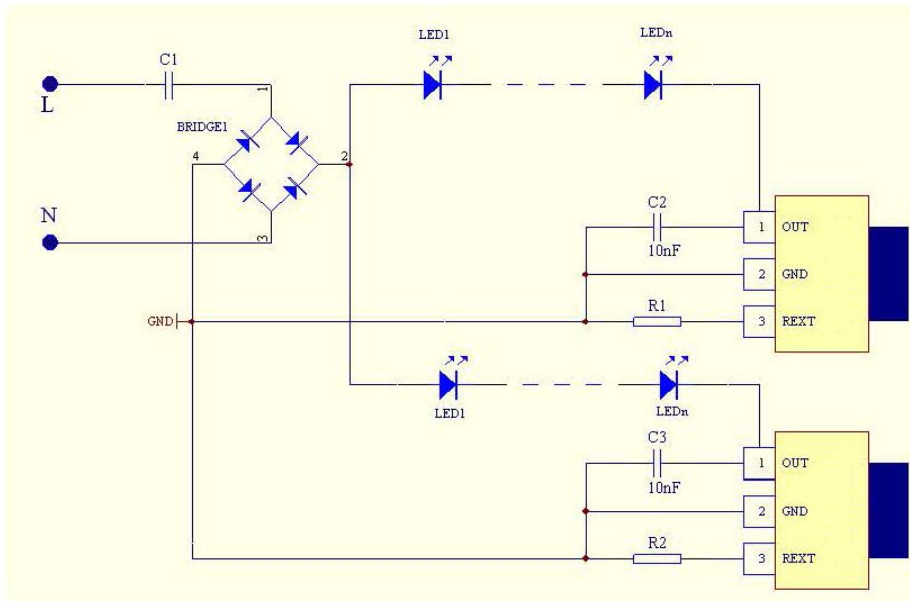 LED1
LEDn
C1
L
1
BRIDGE1
4
2
N
3
C2
10nF
1 OUT
2 GND
R1
3 REXT
GND
LED1
LEDn
C3
10nF
1 OUT
2 GND
R2
3 REXT